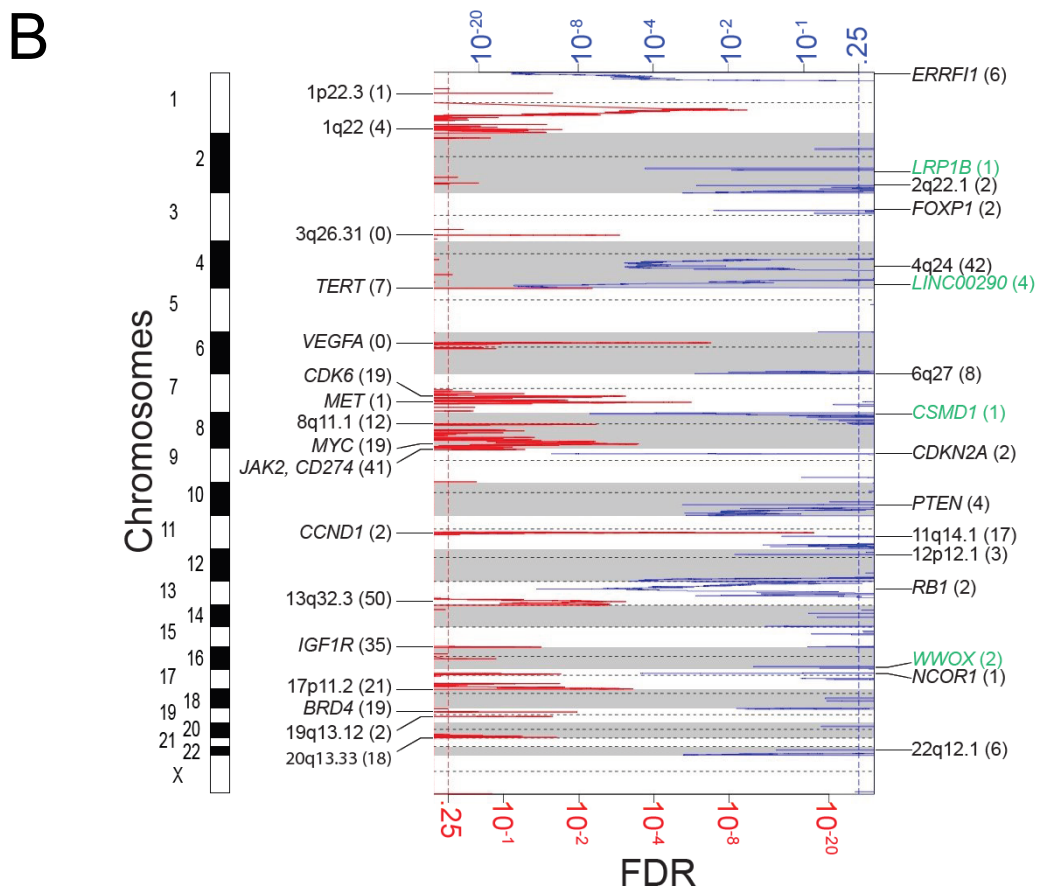 B
10^-20 10^-8 10^-4 10^-2 10^-1 .25
Chromosomes
1
2
3
4
5
6
7
8
9
10
11
12
13
14
15
16
17
18
19
20
21
22
X
1p22.3 (1)
1q22 (4)
3q26.31 (0)
TERT (7)
VEGFA (0)
CDK6 (19)
MET (1)
8q11.1 (12)
MYC (19)
JAK2, CD274 (41)
CCND1 (2)
13q32.3 (50)
IGF1R (35)
17p11.2 (21)
BRD4 (19)
19q13.12 (2)
20q13.33 (18)
ERRFI1 (6)
LRP1B (1)
2q22.1 (2)
FOXP1 (2)
4q24 (42)
LINC00290 (4)
6q27 (8)
CSMD1 (1)
CDKN2A (2)
PTEN (4)
11q14.1 (17)
12p12.1 (3)
RB1 (2)
WWOX (2)
NCOR1 (1)
22q12.1 (6)
.25 10^-1 10^-2 10^-4 10^-8 10^-20
FDR